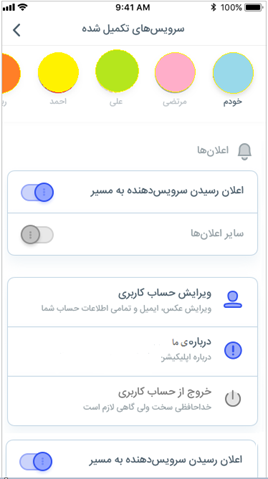 9:41 AM
100%
سرویس‌های تکمیل شده
خودم
مرتضی
علی
احمد
اعلان‌ها
اعلان رسیدن سرویس‌دهنده به مسیر
سایر اعلان‌ها
ویرایش حساب کاربری
ویرایش عکس، ایمیل و تمامی اطلاعات حساب شما
درباره‌ی ما
درباره اپلیکیشن
خروج از حساب کاربری
خداحافظی سخت ولی گاهی لازم است
اعلان رسیدن سرویس‌دهنده به مسیر